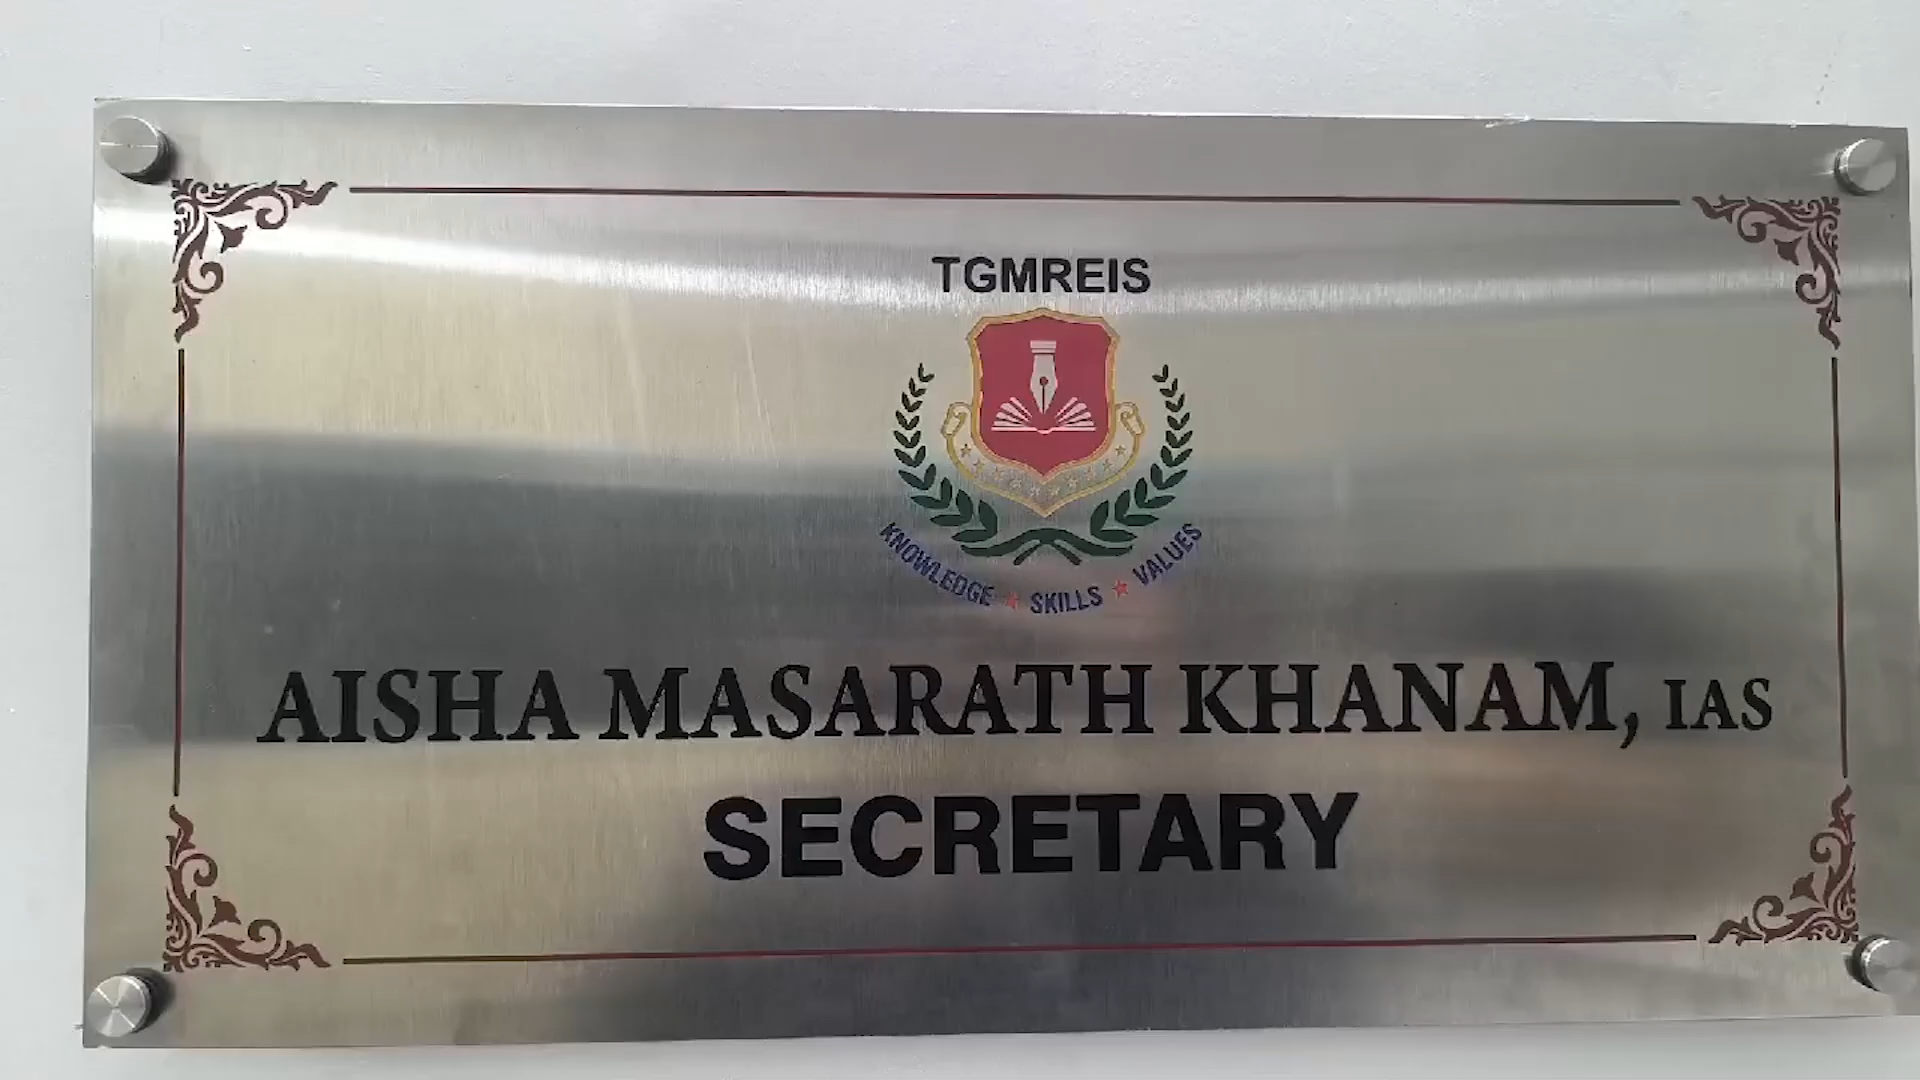 TGMREIS
KNOWLEDGE ★ SKILLS ★ VALUES
AISHA MASARATH KHANAM, IAS
SECRETARY